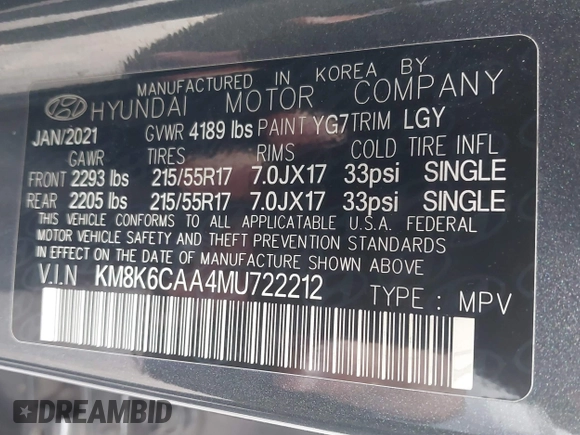 MANUFACTURED IN KOREA BY
HYUNDAI MOTOR COMPANY
JAN/2021 GVWR 4189 lbs PAINT YG7 TRIM LGY
GAWR TIRES RIMS COLD TIRE INFL
FRONT 2293 lbs 215/55R17 7.0JX17 33psi SINGLE
REAR 2205 lbs 215/55R17 7.0JX17 33psi SINGLE
THIS VEHICLE CONFORMS TO ALL APPLICABLE U.S.A. FEDERAL
MOTOR VEHICLE SAFETY AND THEFT PREVENTION STANDARDS
IN EFFECT ON THE DATE OF MANUFACTURE SHOWN ABOVE
V.I.N KM8K6CAA4MU722212 TYPE : MPV
DREAMBID